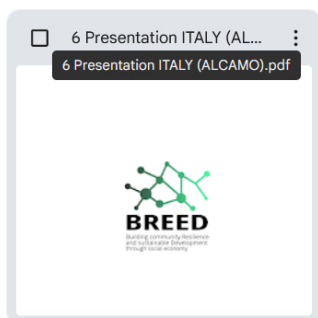 6 Presentation ITALY (AL...
6 Presentation ITALY (ALCAMO).pdf
BREED
Building community Resilience
and sustainable Development
through social economy